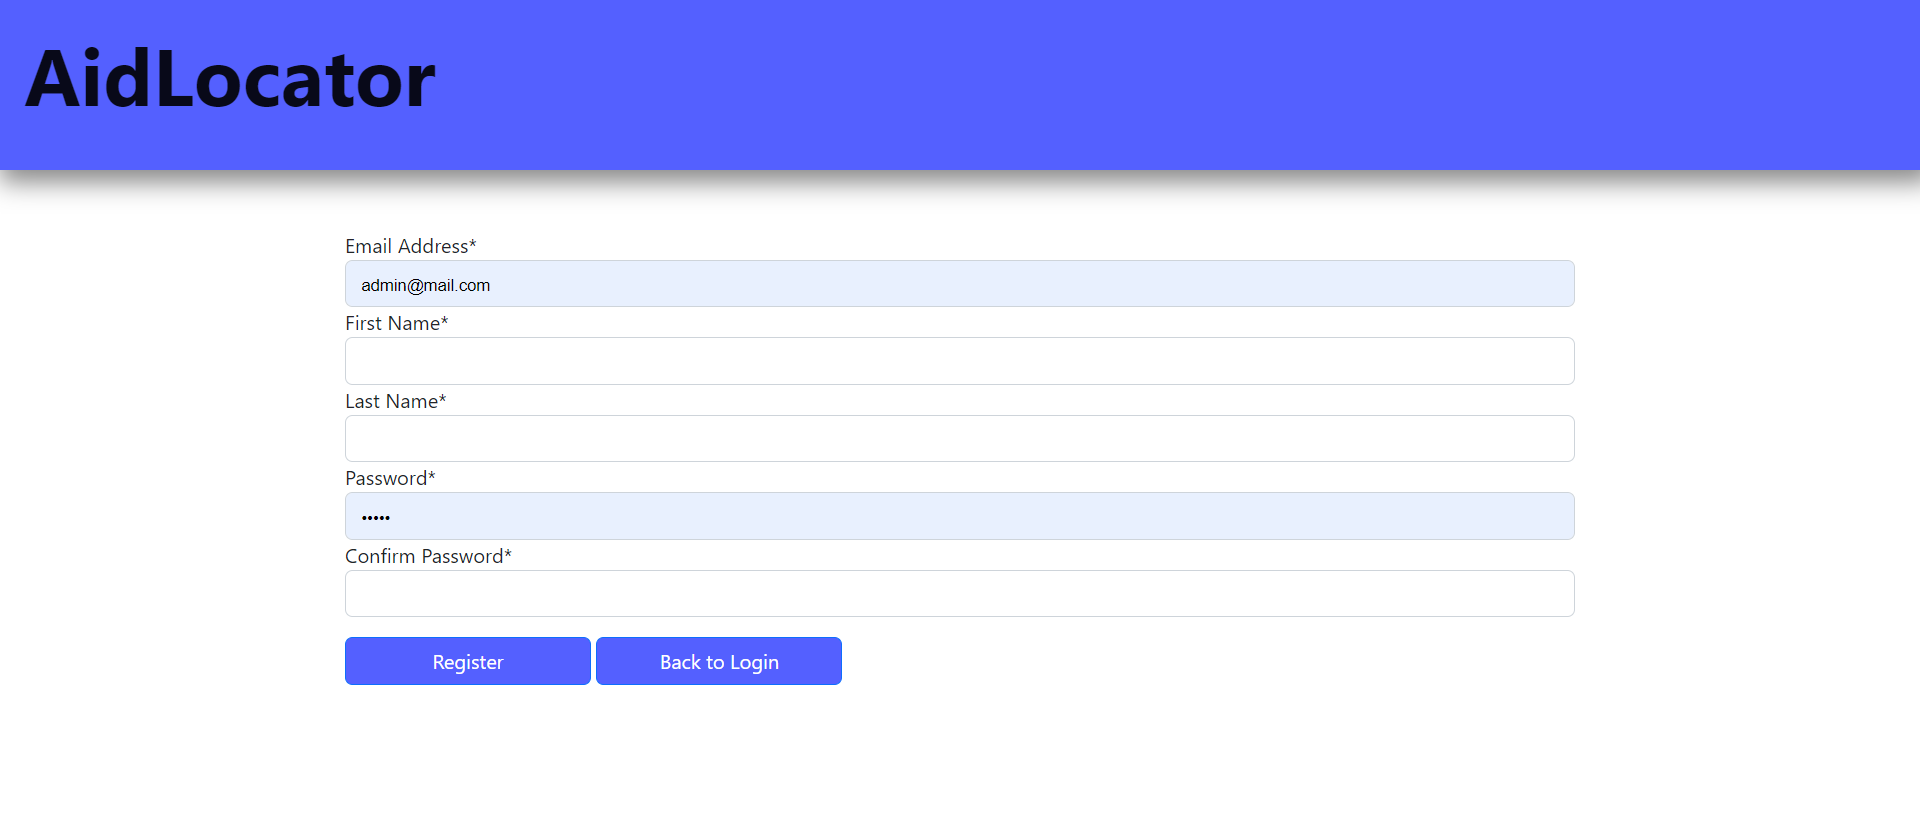 AidLocator
Email Address*
admin@mail.com
First Name*
Last Name*
Password*
•••••
Confirm Password*
Register
Back to Login